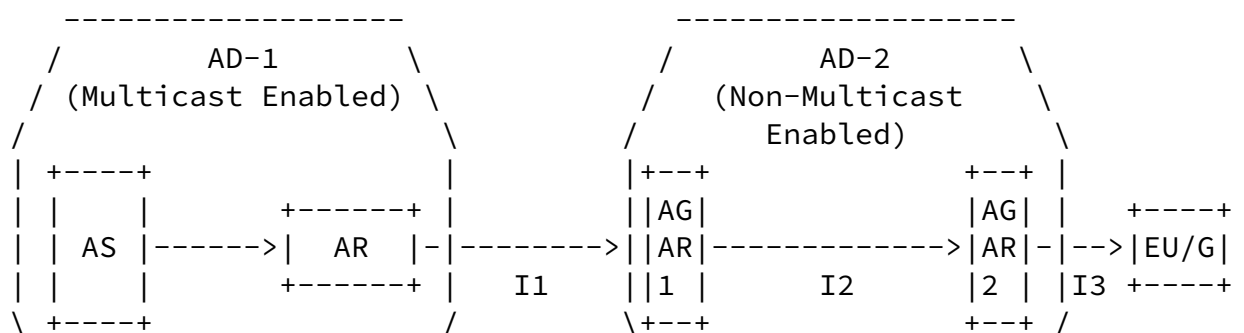 AD-1 AD-2
(Multicast Enabled) (Non-Multicast
Enabled)
AG AG
AS AR AR AR EU/G
I1 1 I2 2 I3